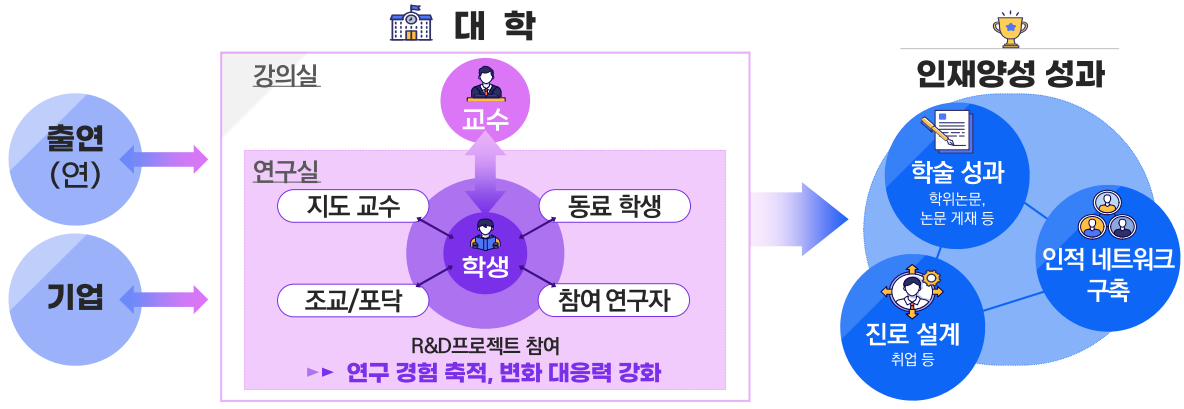 대 학
인재양성 성과
출연
(연)
기업
강의실
교수
연구실
지도 교수
동료 학생
학생
조교/포닥
참여 연구자
R&D프로젝트 참여
연구 경험 축적, 변화 대응력 강화
학술 성과
학위논문,
논문 게재 등
인적 네트워크
구축
진로 설계
취업 등